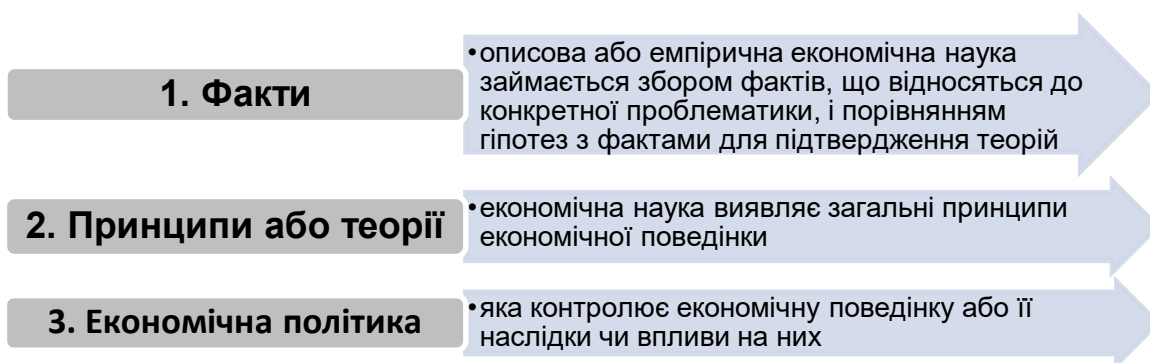 1. Факти
•описова або емпірична економічна наука
займається збором фактів, що відносяться до
конкретної проблематики, і порівнянням
гіпотез з фактами для підтвердження теорій
2. Принципи або теорії
•економічна наука виявляє загальні принципи
економічної поведінки
3. Економічна політика
•яка контролює економічну поведінку або її
наслідки чи впливи на них